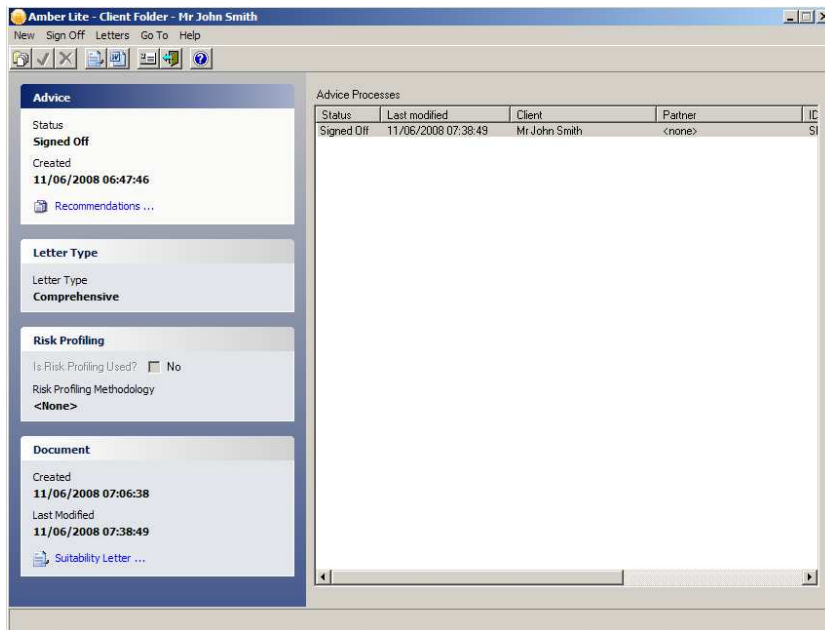 Amber Lite - Client Folder - Mr John Smith
New Sign Off Letters Go To Help
Advice
Status
Signed Off
Created
11/06/2008 06:47:46
Recommendations ...
Letter Type
Letter Type
Comprehensive
Risk Profiling
Is Risk Profiling Used? No
Risk Profiling Methodology
<None>
Document
Created
11/06/2008 07:06:38
Last Modified
11/06/2008 07:38:49
Suitability Letter ...
Advice Processes
Status Last modified Client Partner ID
Signed Off 11/06/2008 07:38:49 Mr John Smith <none>